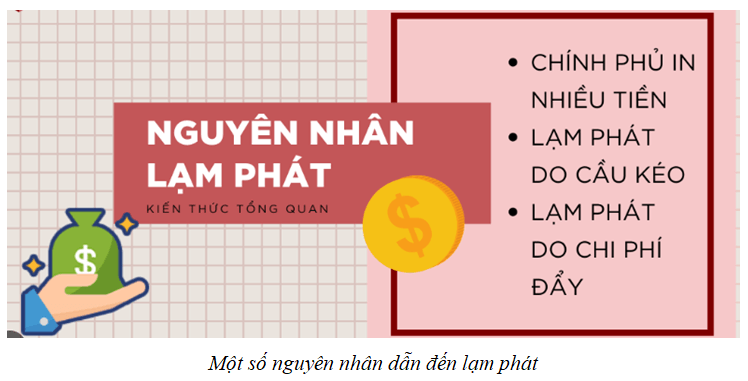 NGUYÊN NHÂN
LẠM PHÁT
KIẾN THỨC TỔNG QUAN
$
$
• CHÍNH PHỦ IN
NHIỀU TIỀN
• LẠM PHÁT
DO CẦU KÉO
• LẠM PHÁT
DO CHI PHÍ
ĐẨY
Một số nguyên nhân dẫn đến lạm phát